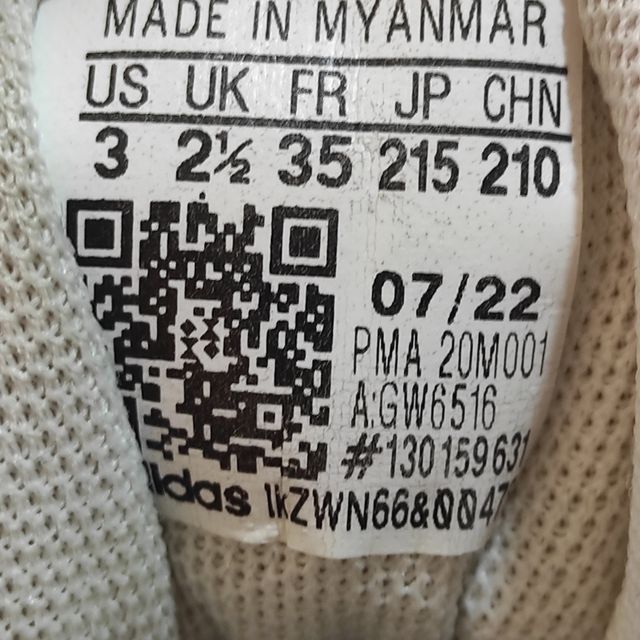 MADE IN MYANMAR
US UK FR JP CHN
3 2½ 35 215 210
07/22
PMA 20M001
A:GW6516
#13015963
adidas